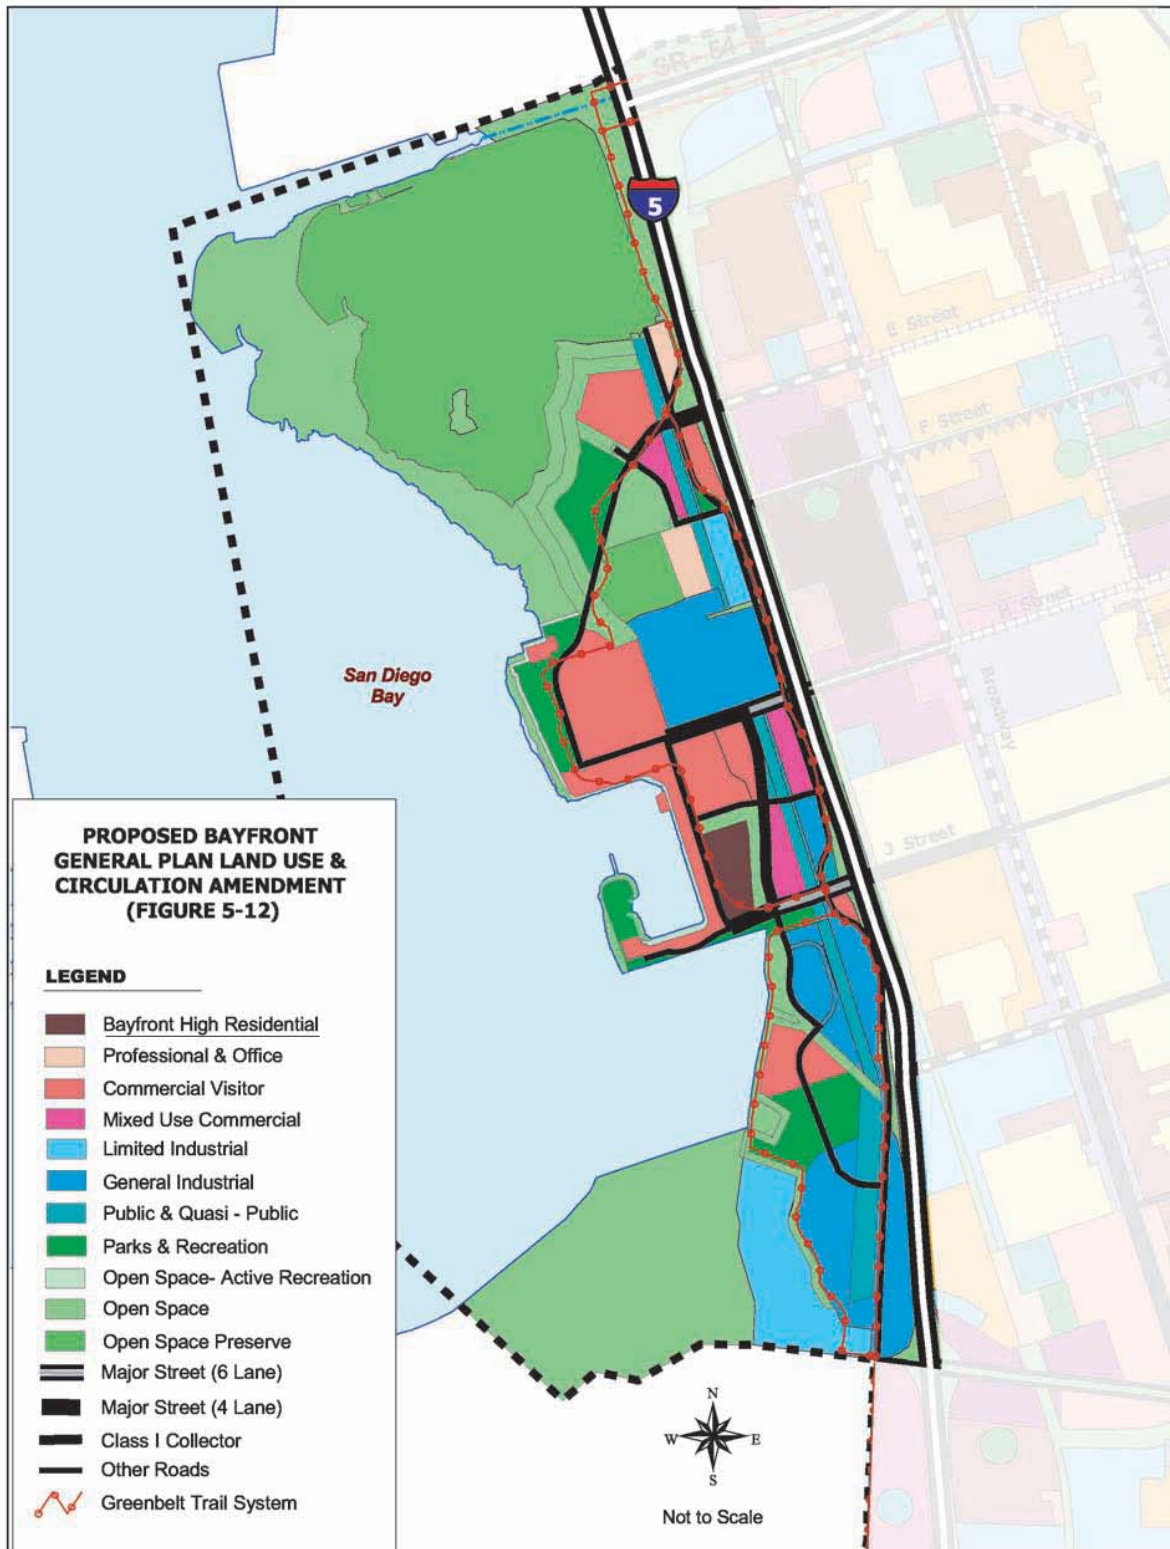 SR-54
5
E Street
F Street
H Street
Broadway
J Street
San Diego
Bay
PROPOSED BAYFRONT
GENERAL PLAN LAND USE &
CIRCULATION AMENDMENT
(FIGURE 5-12)
LEGEND
Bayfront High Residential
Professional & Office
Commercial Visitor
Mixed Use Commercial
Limited Industrial
General Industrial
Public & Quasi - Public
Parks & Recreation
Open Space- Active Recreation
Open Space
Open Space Preserve
Major Street (6 Lane)
Major Street (4 Lane)
Class I Collector
Other Roads
Greenbelt Trail System
N
W E
S
Not to Scale